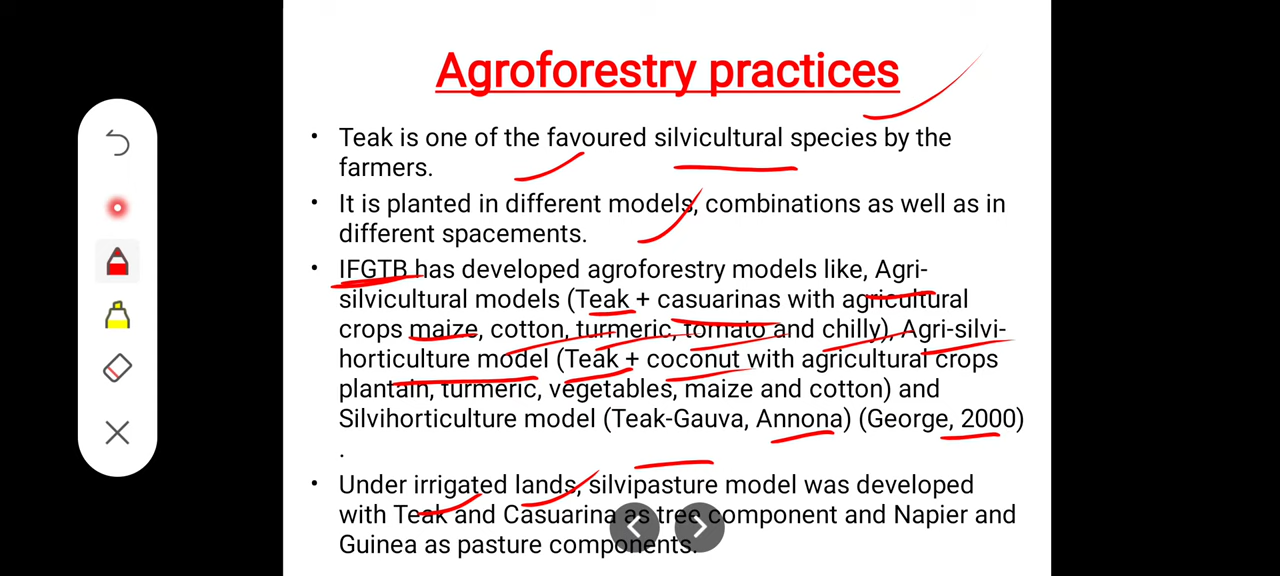 Agroforestry practices
• Teak is one of the favoured silvicultural species by the
farmers.
• It is planted in different models, combinations as well as in
different spacements.
• IFGTB has developed agroforestry models like, Agri-
silvicultural models (Teak + casuarinas with agricultural
crops maize, cotton, turmeric, tomato and chilly), Agri-silvi-
horticulture model (Teak + coconut with agricultural crops
plantain, turmeric, vegetables, maize and cotton) and
Silvihorticulture model (Teak-Gauva, Annona) (George, 2000)
.
• Under irrigated lands, silvipasture model was developed
with Teak and Casuarina as tree component and Napier and
Guinea as pasture components.